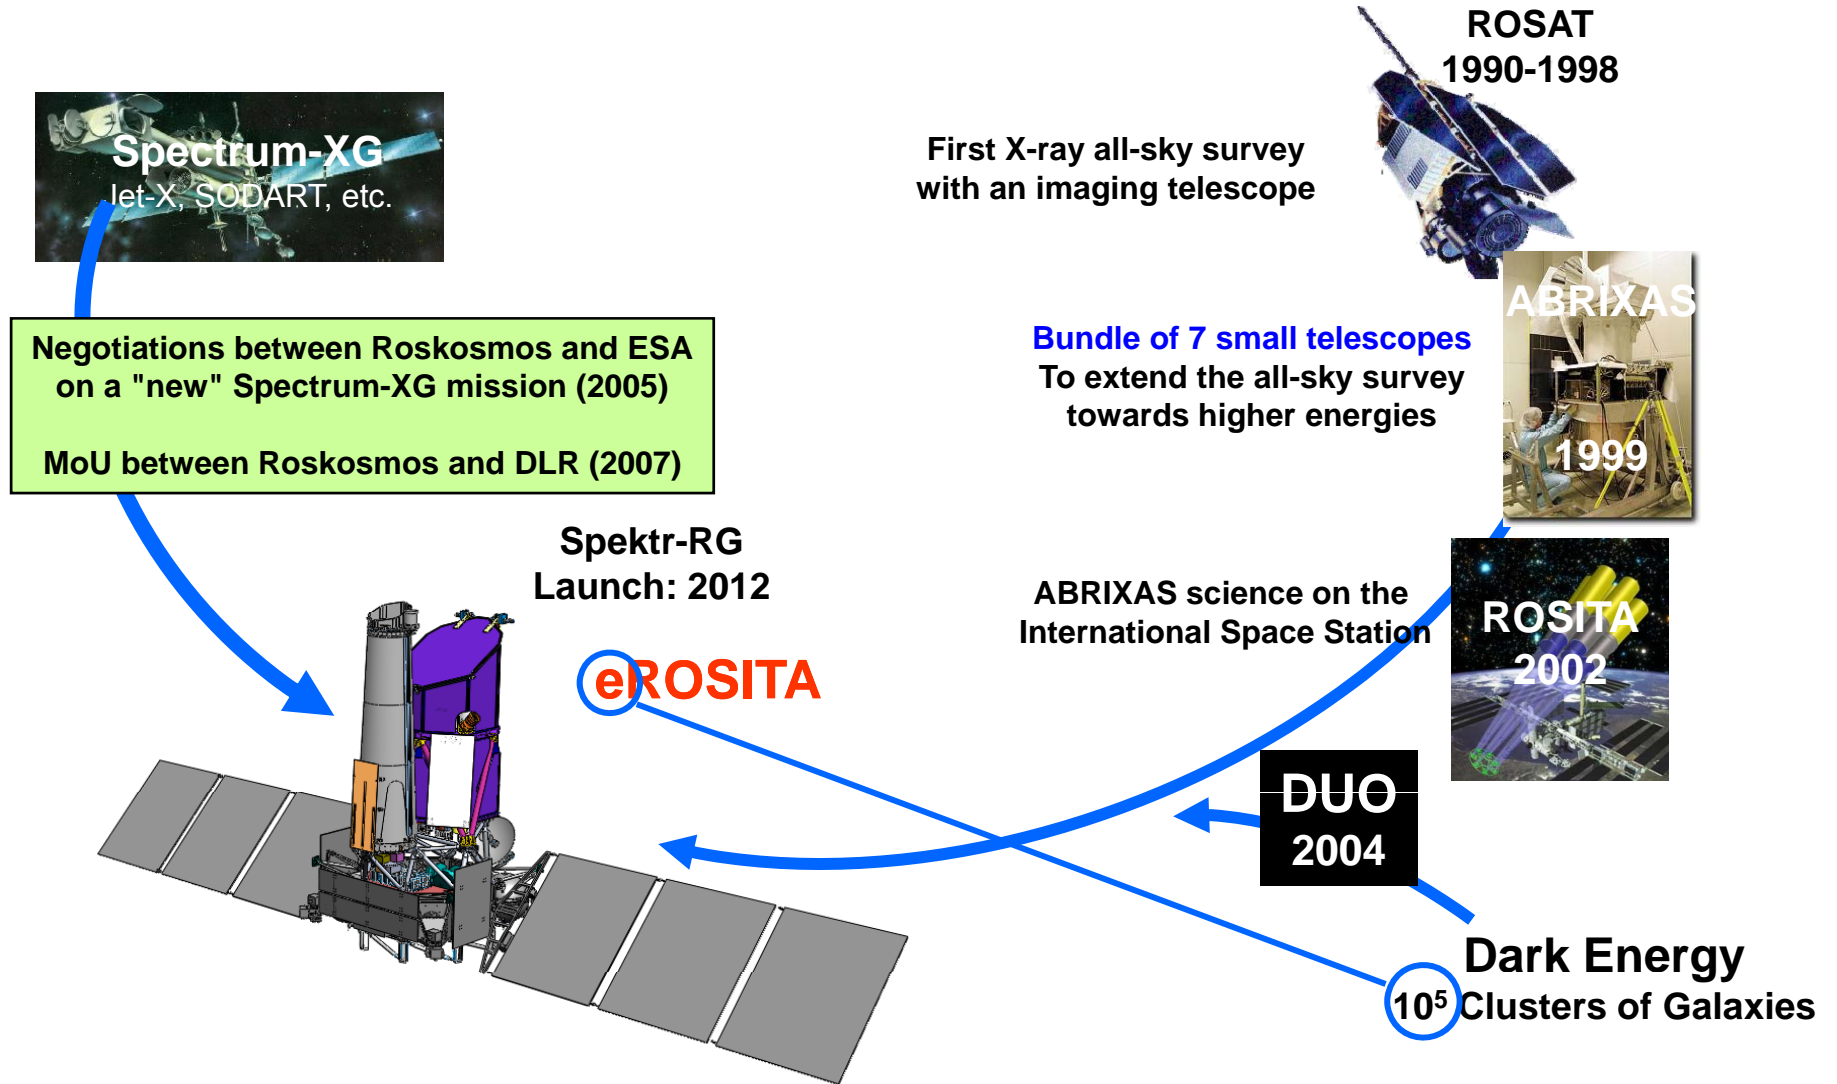 ROSAT
1990-1998
Spectrum-XG
Jet-X, SODART, etc.
First X-ray all-sky survey
with an imaging telescope
ABRIXAS
1999
Negotiations between Roskosmos and ESA
on a "new" Spectrum-XG mission (2005)
MoU between Roskosmos and DLR (2007)
Bundle of 7 small telescopes
To extend the all-sky survey
towards higher energies
Spektr-RG
Launch: 2012
ABRIXAS science on the
International Space Station
ROSITA
2002
eROSITA
DUO
2004
Dark Energy
10⁵ Clusters of Galaxies